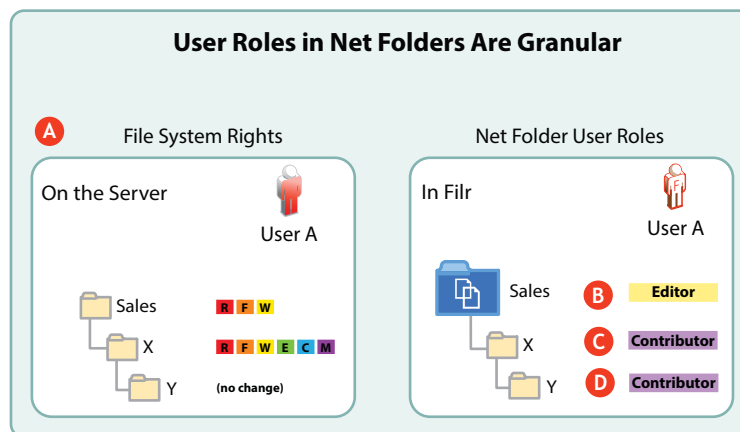 User Roles in Net Folders Are Granular
A
File System Rights
Net Folder User Roles
On the Server
User A
In Filr
F
User A
Sales
R F W
X
R F W E C M
Y
(no change)
Sales
B
Editor
X
C
Contributor
Y
D
Contributor